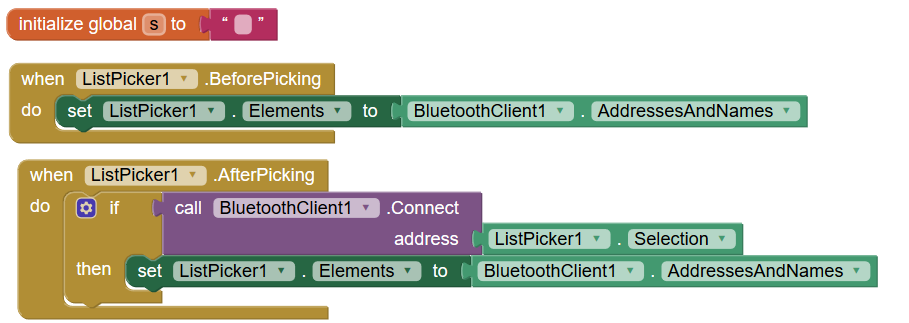 initialize global s to “ ”
when ListPicker1 .BeforePicking
do set ListPicker1 . Elements to BluetoothClient1 . AddressesAndNames
when ListPicker1 .AfterPicking
do if call BluetoothClient1 .Connect
address ListPicker1 . Selection
then set ListPicker1 . Elements to BluetoothClient1 . AddressesAndNames